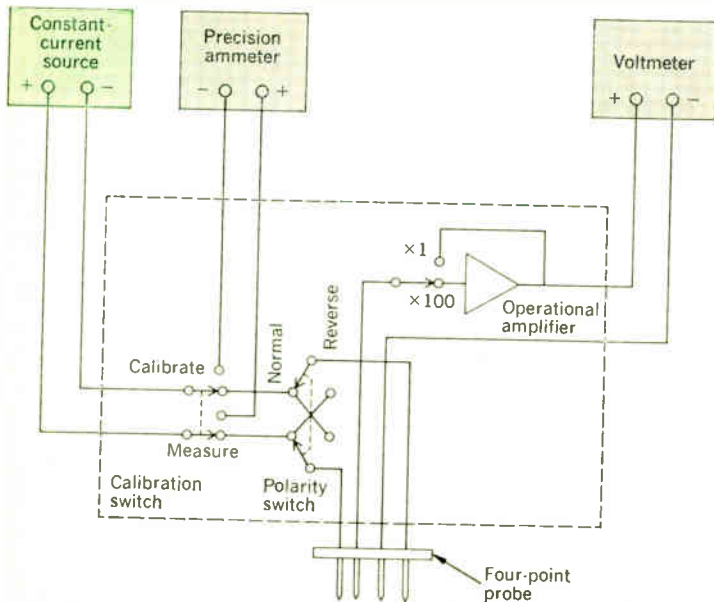 Constant-
current
source
+ -
Precision
ammeter
- +
Voltmeter
+ -
×1
×100
Operational
amplifier
Reverse
Normal
Calibrate
Measure
Calibration
switch
Polarity
switch
Four-point
probe